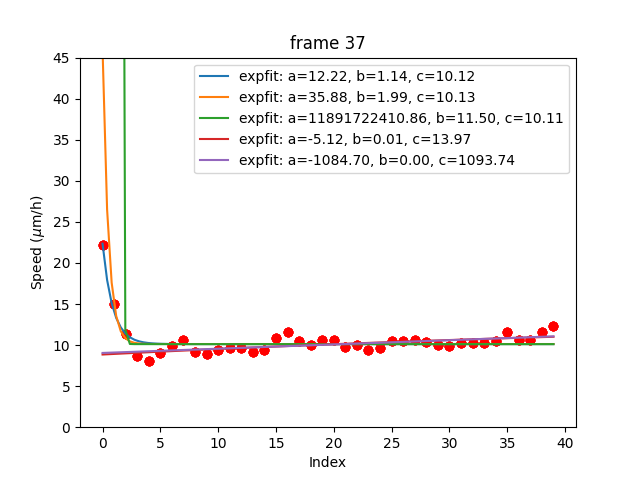 frame 37
expfit: a=12.22, b=1.14, c=10.12
expfit: a=35.88, b=1.99, c=10.13
expfit: a=11891722410.86, b=11.50, c=10.11
expfit: a=-5.12, b=0.01, c=13.97
expfit: a=-1084.70, b=0.00, c=1093.74
Speed (μm/h)
45
40
35
30
25
20
15
10
5
0
0 5 10 15 20 25 30 35 40
Index